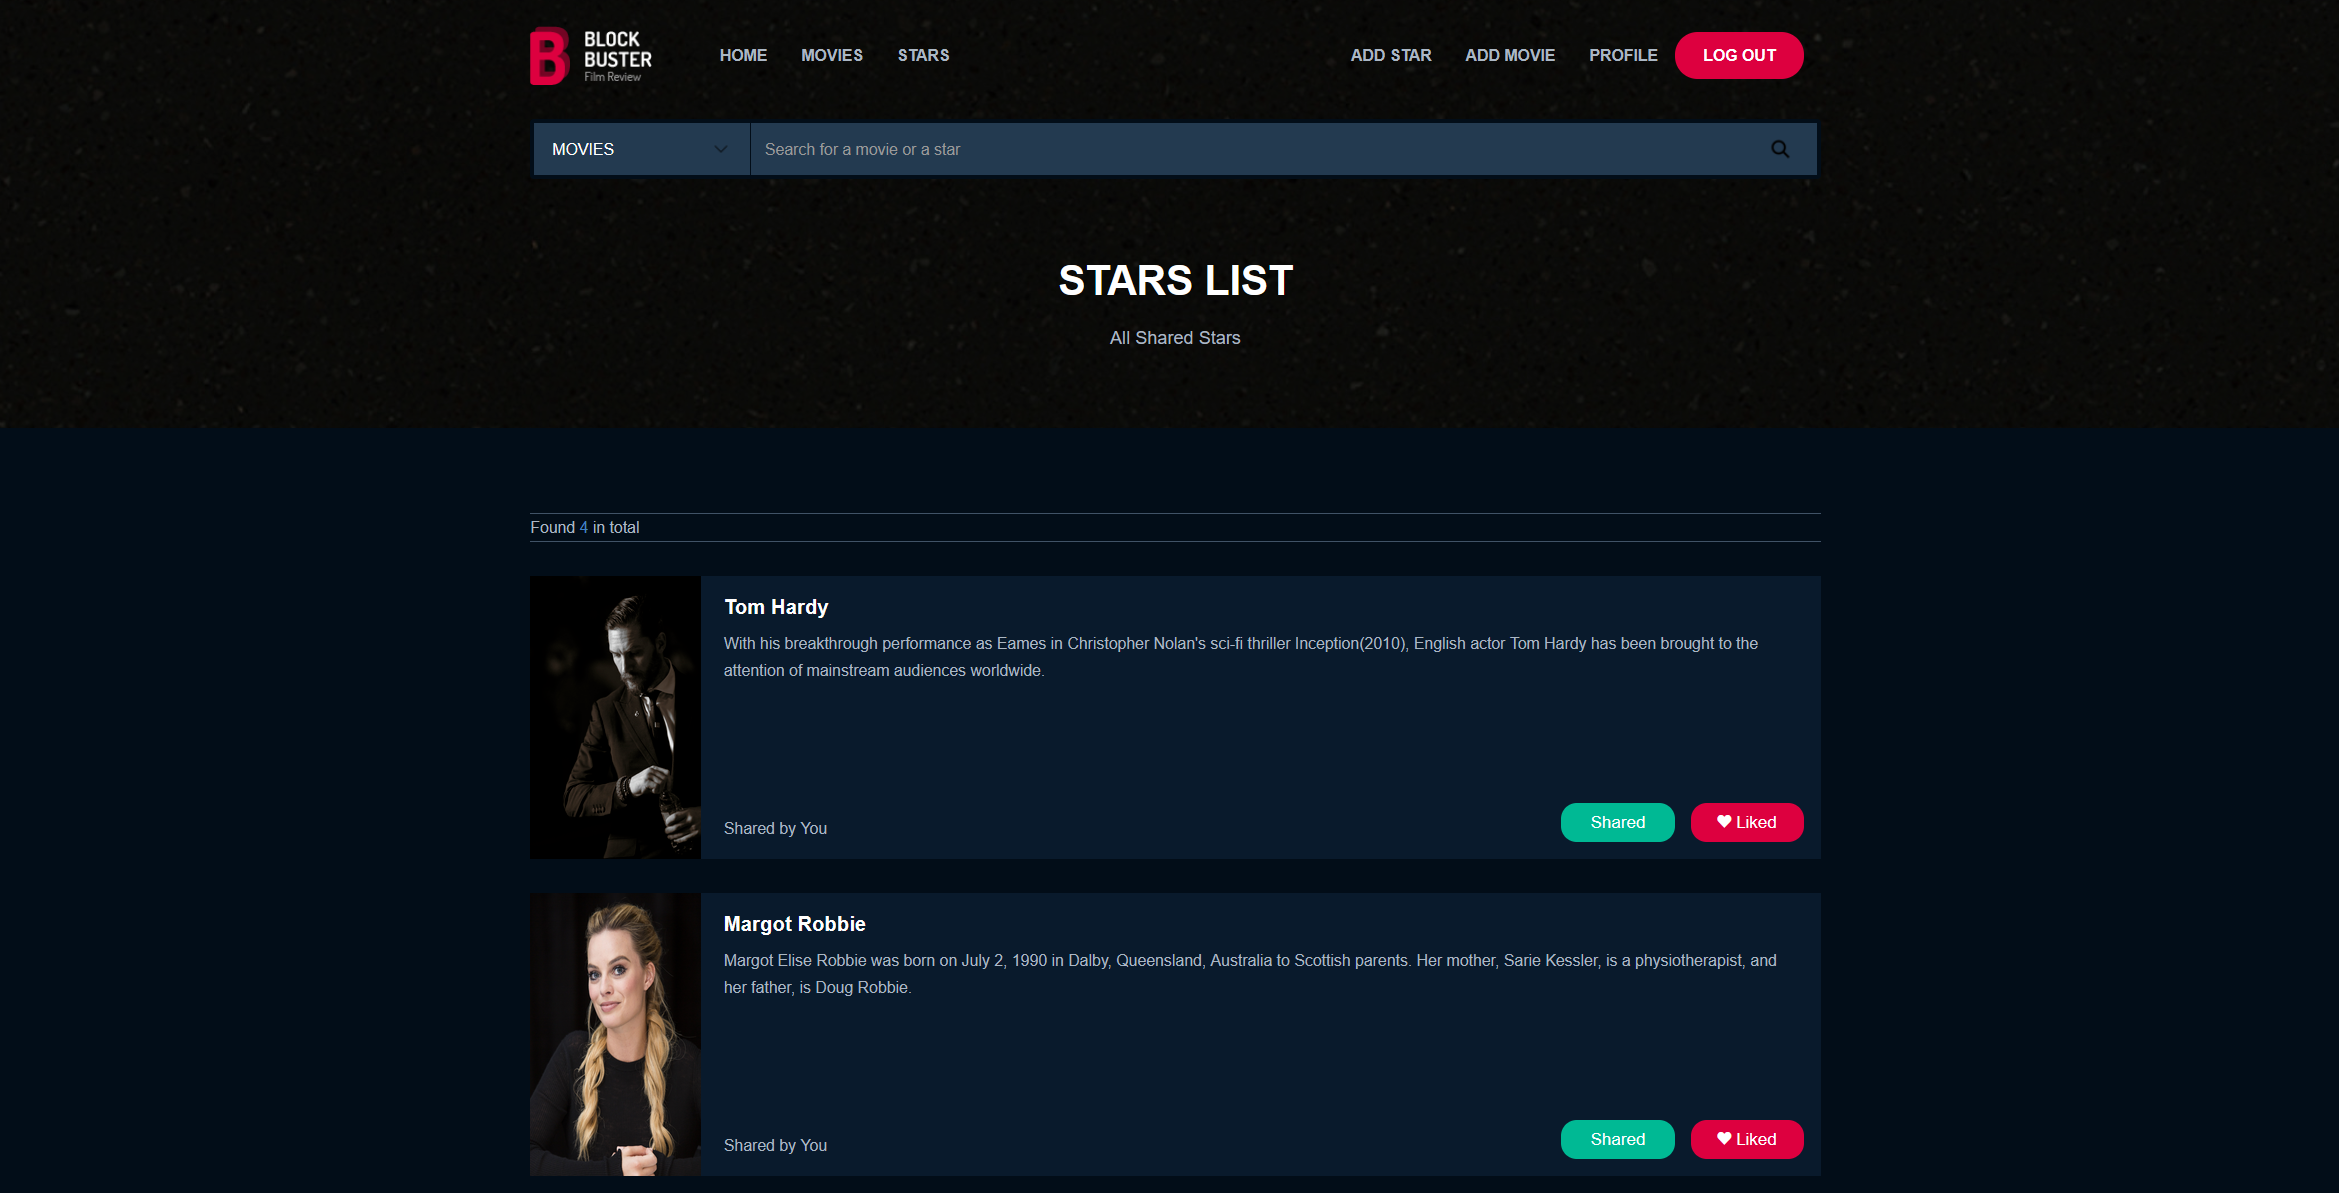 BLOCK
BUSTER
Film Review
HOME
MOVIES
STARS
ADD STAR
ADD MOVIE
PROFILE
LOG OUT
MOVIES
Search for a movie or a star
STARS LIST
All Shared Stars
Found 4 in total
Tom Hardy
With his breakthrough performance as Eames in Christopher Nolan's sci-fi thriller Inception(2010), English actor Tom Hardy has been brought to the
attention of mainstream audiences worldwide.
Shared by You
Shared
Liked
Margot Robbie
Margot Elise Robbie was born on July 2, 1990 in Dalby, Queensland, Australia to Scottish parents. Her mother, Sarie Kessler, is a physiotherapist, and
her father, is Doug Robbie.
Shared by You
Shared
Liked